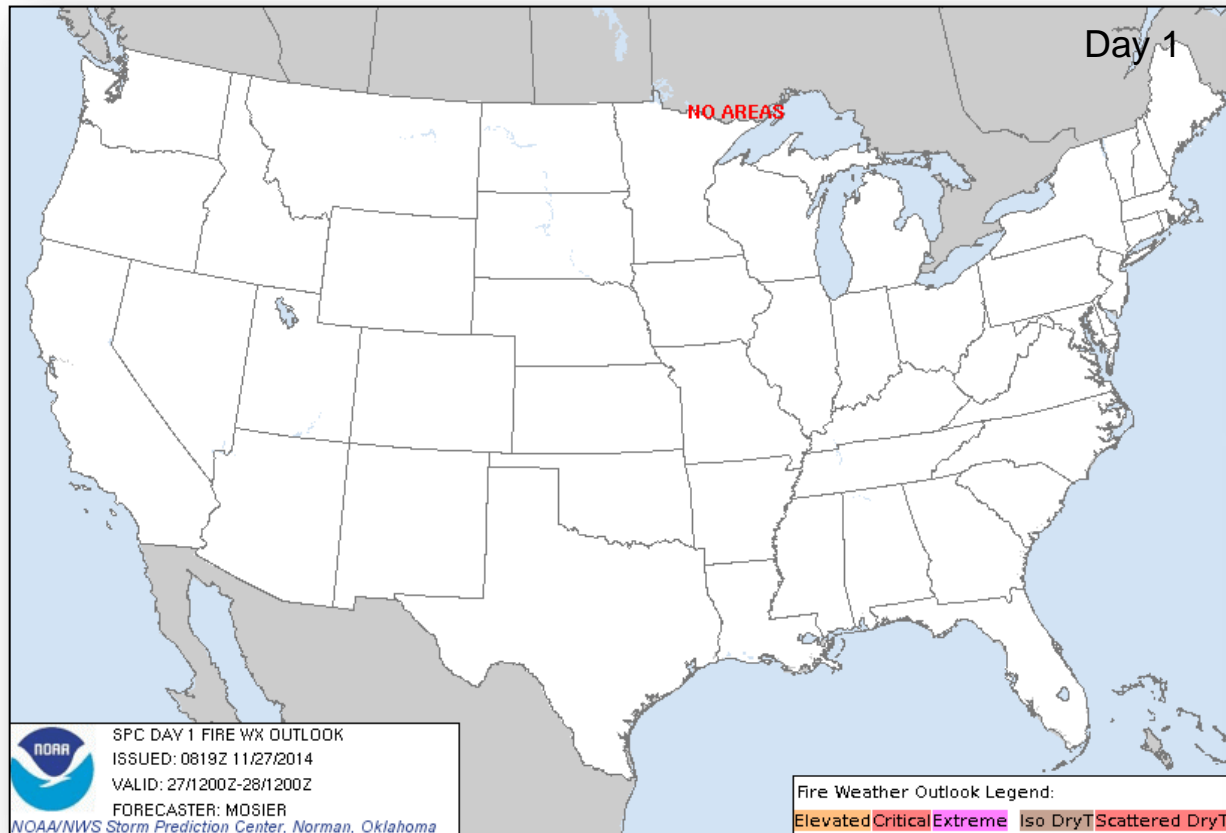 Day 1
NO AREAS
NOAA
SPC DAY 1 FIRE WX OUTLOOK
ISSUED: 0819Z 11/27/2014
VALID: 27/1200Z-28/1200Z
FORECASTER: MOSIER
NOAA/NWS Storm Prediction Center, Norman, Oklahoma
Fire Weather Outlook Legend:
Elevated Critical Extreme Iso DryT Scattered DryT